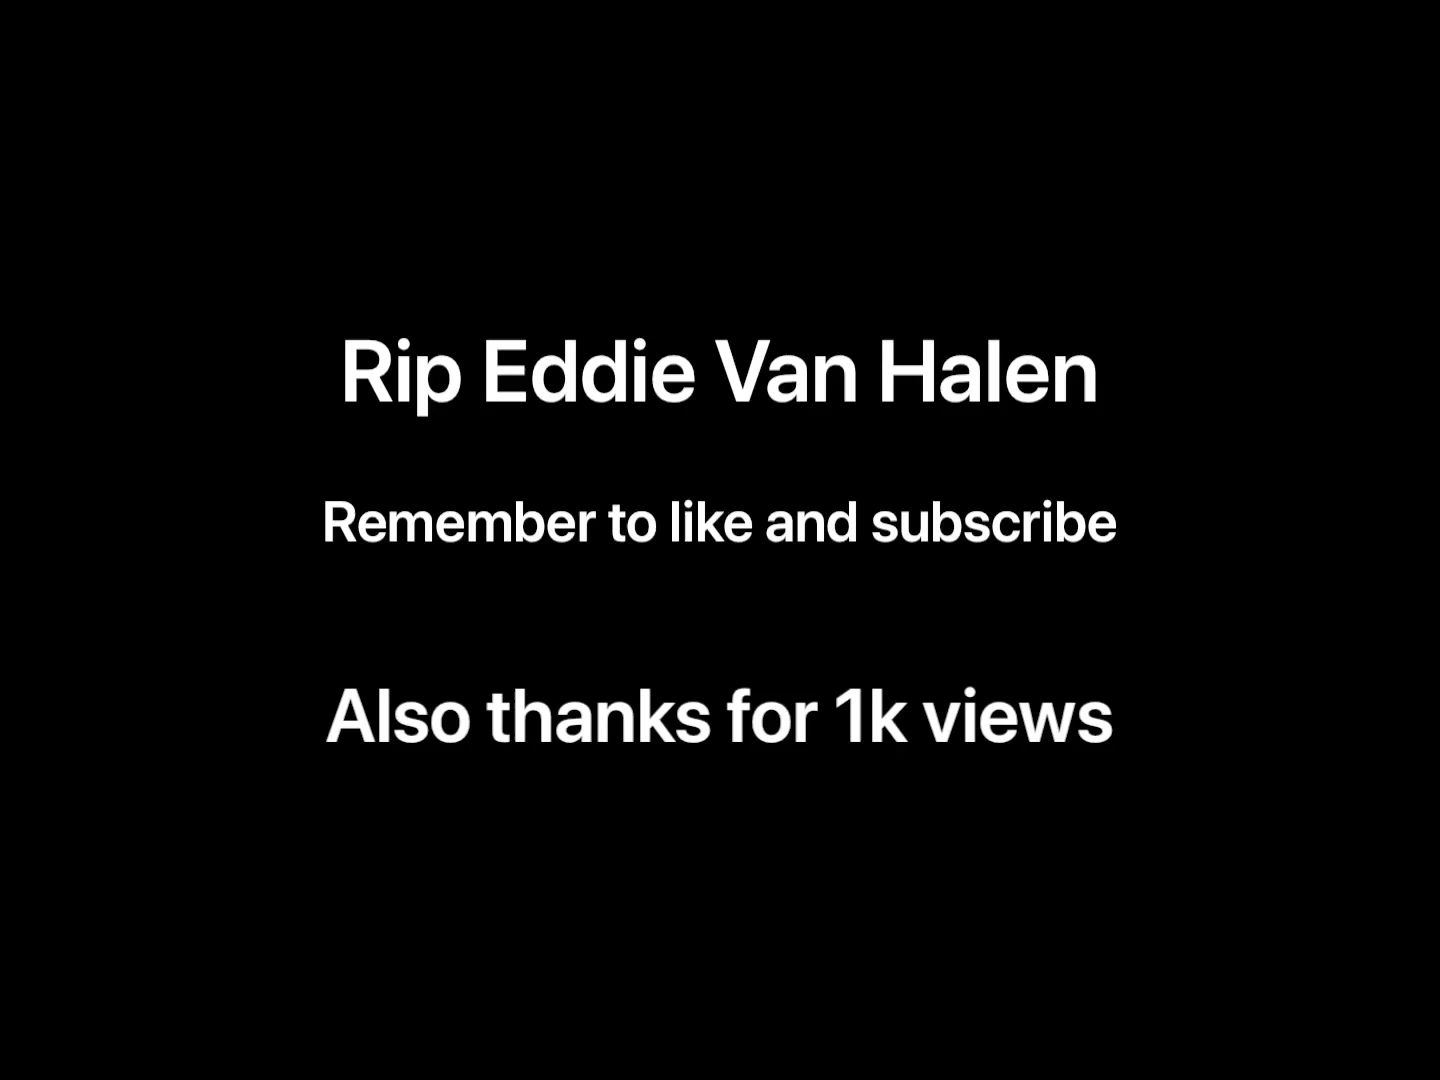 Rip Eddie Van Halen
Remember to like and subscribe
Also thanks for 1k views